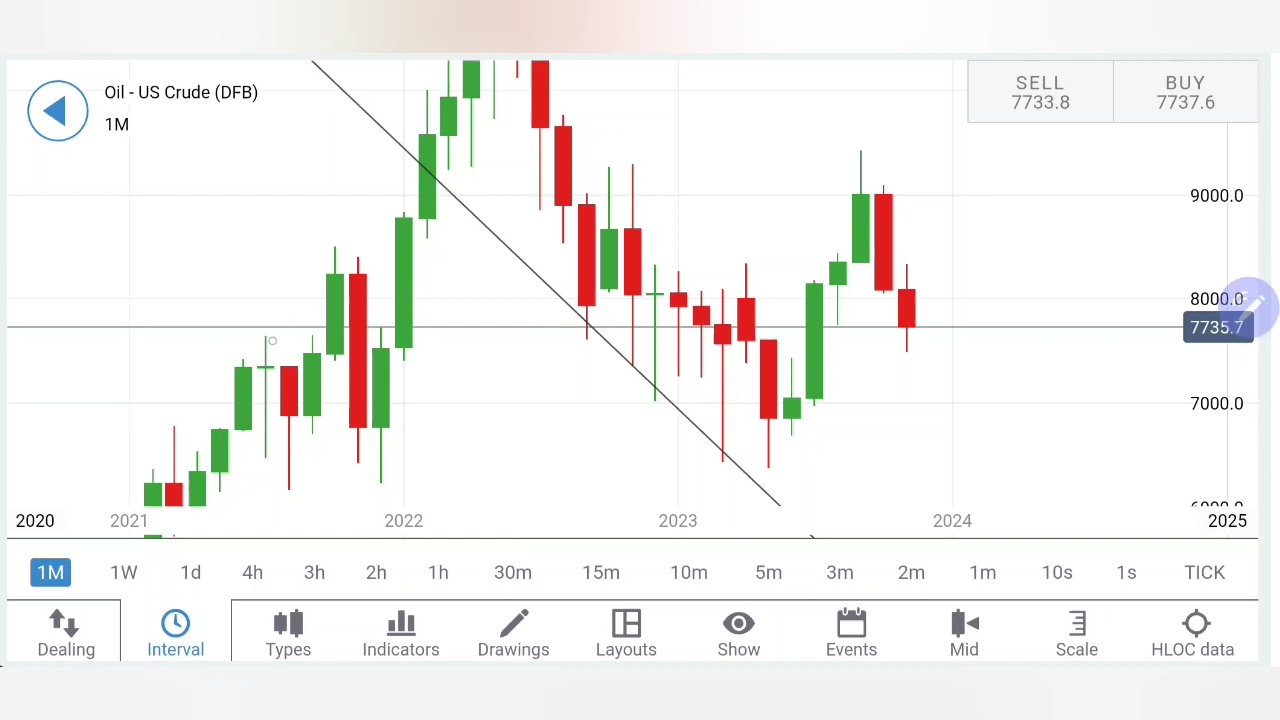 Oil - US Crude (DFB)
1M
SELL
7733.8
BUY
7737.6
9000.0
8000.0
7735.7
7000.0
2020
2021
2022
2023
2024
2025
1M
1W
1d
4h
3h
2h
1h
30m
15m
10m
5m
3m
2m
1m
10s
1s
TICK
Dealing
Interval
Types
Indicators
Drawings
Layouts
Show
Events
Mid
Scale
HLOC data